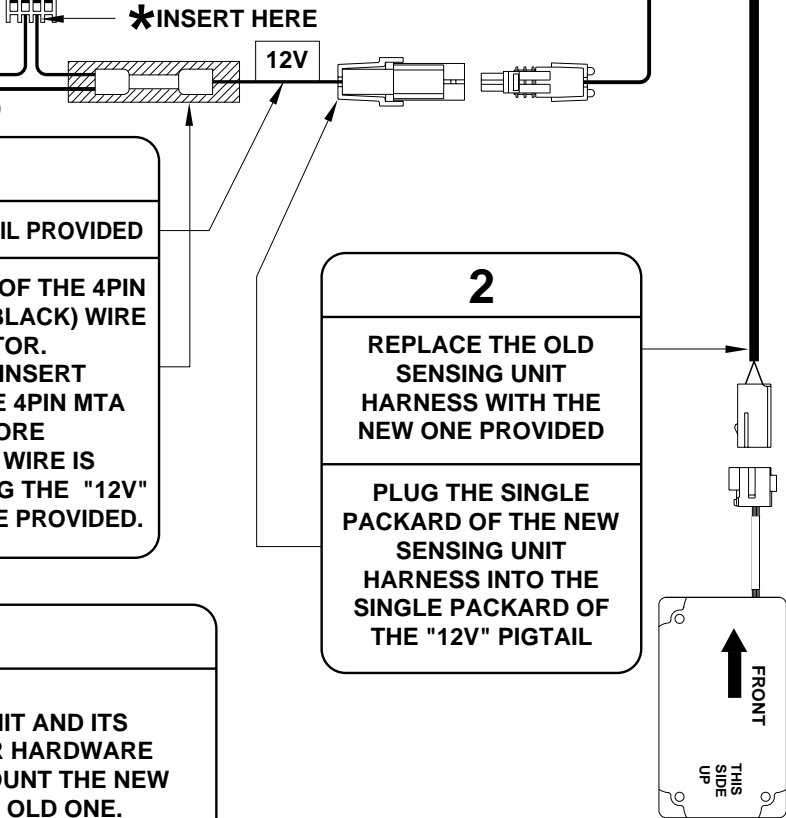 *INSERT HERE
12V
IL PROVIDED
OF THE 4PIN
BLACK) WIRE
TOR.
INSERT
E 4PIN MTA
ORE
WIRE IS
G THE "12V"
E PROVIDED.
2
REPLACE THE OLD
SENSING UNIT
HARNESS WITH THE
NEW ONE PROVIDED
PLUG THE SINGLE
PACKARD OF THE NEW
SENSING UNIT
HARNESS INTO THE
SINGLE PACKARD OF
THE "12V" PIGTAIL
FRONT
THIS
SIDE
UP
IT AND ITS
R HARDWARE
OUNT THE NEW
OLD ONE.